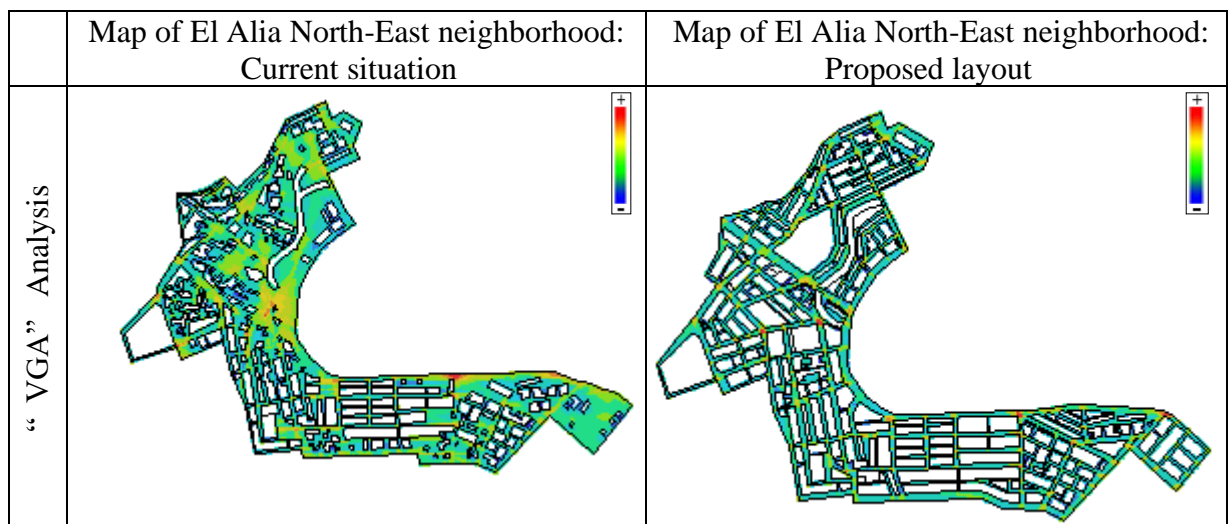 Map of El Alia North-East neighborhood:
Current situation
Map of El Alia North-East neighborhood:
Proposed layout
“ VGA” Analysis
+
-
+
-